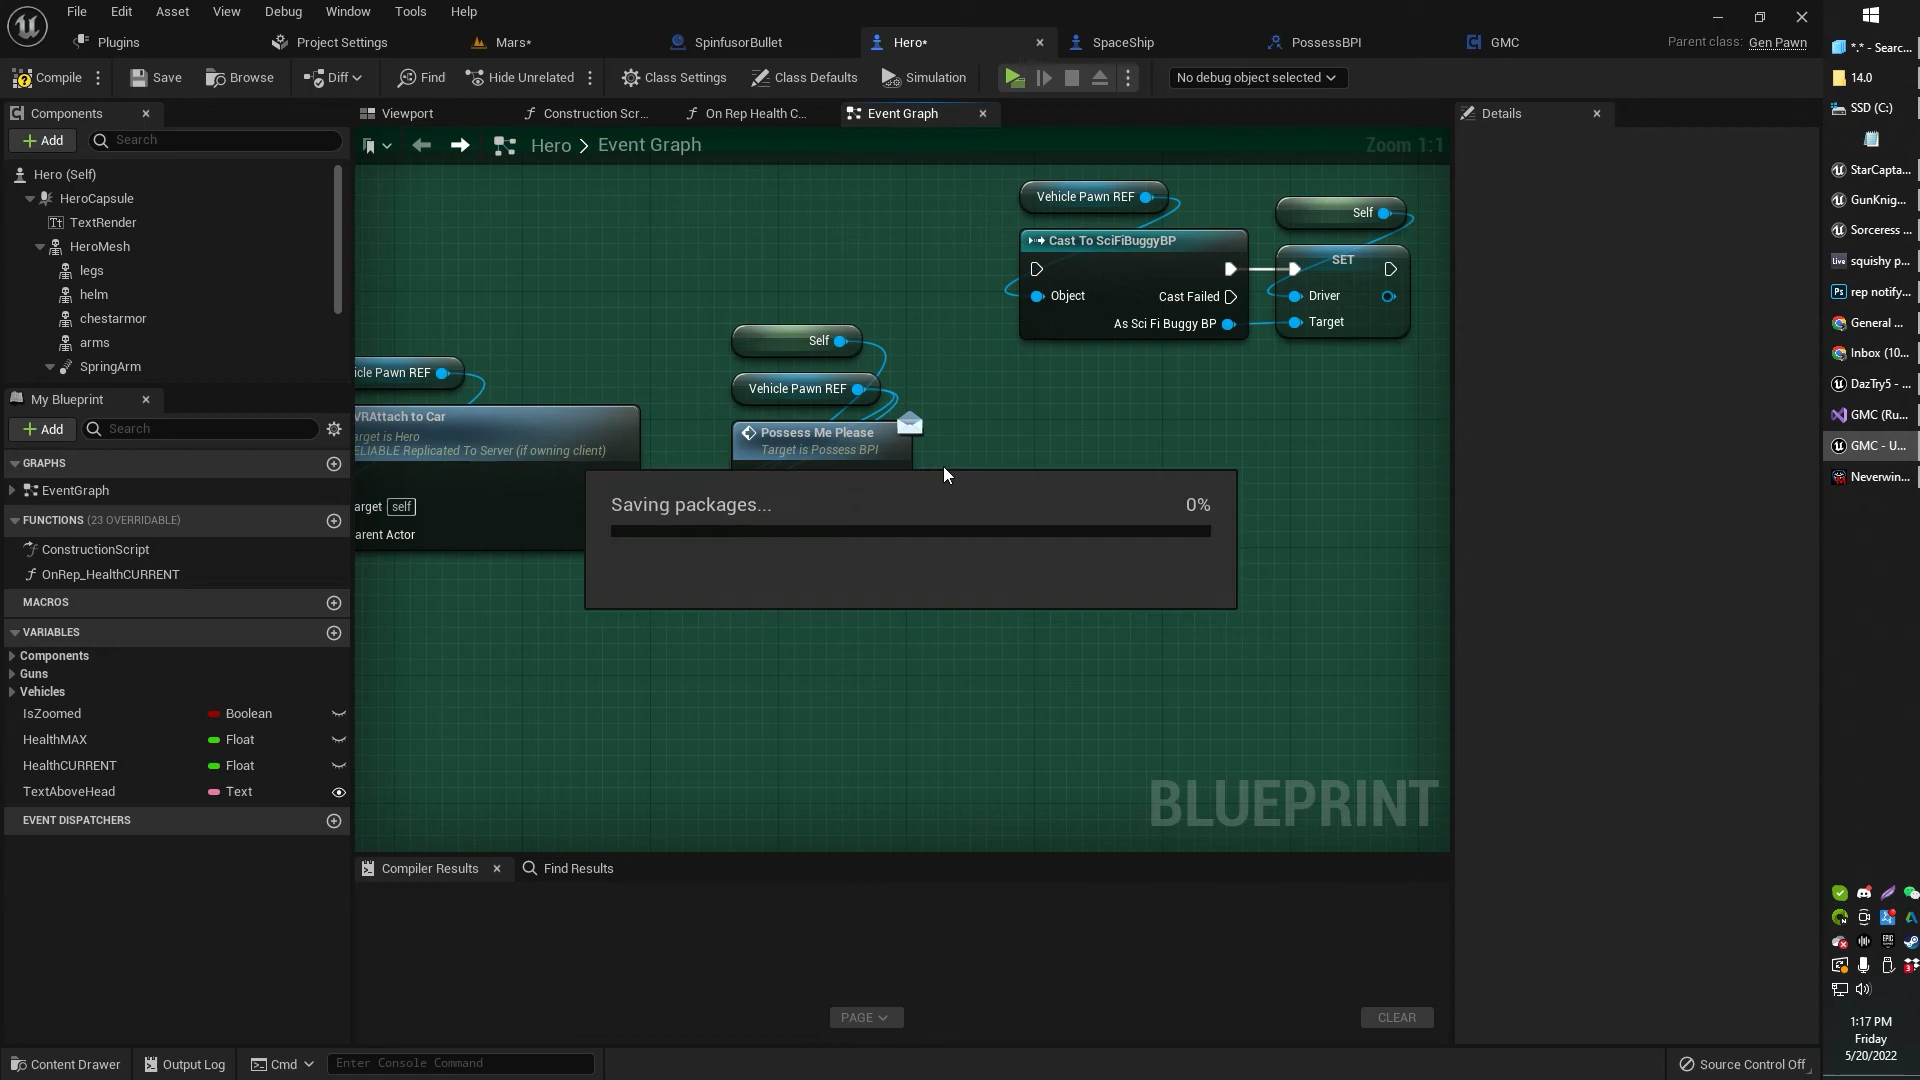 File Edit Asset View Debug Window Tools Help
Plugins Project Settings Mars* SpinfusorBullet Hero* SpaceShip PossessBPI GMC Parent class: Gen Pawn
Compile Save Browse Diff Find Hide Unrelated Class Settings Class Defaults Simulation No debug object selected
Components
Add Search
Hero (Self)
HeroCapsule
TextRender
HeroMesh
legs
helm
chestarmor
arms
SpringArm
My Blueprint
Add Search
GRAPHS
EventGraph
FUNCTIONS (23 OVERRIDABLE)
ConstructionScript
OnRep_HealthCURRENT
MACROS
VARIABLES
Components
Guns
Vehicles
IsZoomed Boolean
HealthMAX Float
HealthCURRENT Float
TextAboveHead Text
EVENT DISPATCHERS
Viewport Construction Scr... On Rep Health C... Event Graph
Hero > Event Graph Zoom 1:1
Vehicle Pawn REF
Self
Cast To SciFiBuggyBP
Object Cast Failed
As Sci Fi Buggy BP
SET
Driver
Target
icle Pawn REF
VRAttach to Car
arget is Hero
ELIABLE Replicated To Server (if owning client)
arget self
arent Actor
Self
Vehicle Pawn REF
Possess Me Please
Target is Possess BPI
Saving packages... 0%
BLUEPRINT
Compiler Results Find Results
PAGE CLEAR
Details
Content Drawer Output Log Cmd Enter Console Command Source Control Off
*.* - Searc...
14.0
SSD (C:)
StarCapta...
GunKnig...
Sorceress ...
live squishy p...
Ps rep notify...
General ...
Inbox (10...
DazTry5 - ...
GMC (Ru...
GMC - U...
Neverwin...
1:17 PM
Friday
5/20/2022